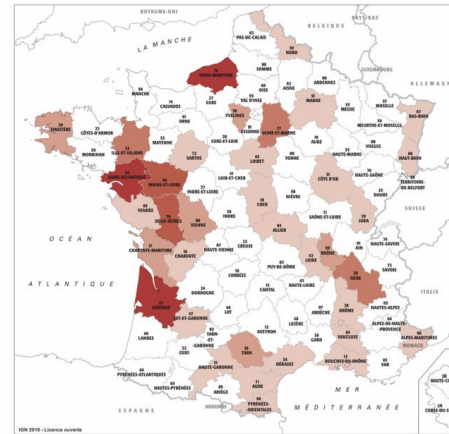 ROYAUME-UNI
PAYS-BAS
BELGIQUE
LA MANCHE
62
PAS-DE-CALAIS
59
NORD
LUXEMBOURG
ALLEMAGNE
80
SOMME
76
SEINE-MARITIME
02
AISNE
08
ARDENNES
60
OISE
50
MANCHE
14
CALVADOS
27
EURE
95
VAL D'OISE
51
MARNE
55
MEUSE
57
MOSELLE
67
BAS-RHIN
54
MEURTHE-ET-MOSELLE
61
ORNE
78
YVELINES
91
ESSONNE
77
SEINE-ET-MARNE
29
FINISTÈRE
22
CÔTES-D'ARMOR
35
ILLE-ET-VILAINE
53
MAYENNE
28
EURE-ET-LOIR
10
AUBE
88
VOSGES
52
HAUTE-MARNE
68
HAUT-RHIN
56
MORBIHAN
72
SARTHE
45
LOIRET
89
YONNE
70
HAUTE-SAÔNE
90
TERRITOIRE-
DE-BELFORT
44
LOIRE-ATLANTIQUE
49
MAINE-ET-LOIRE
41
LOIR-ET-CHER
37
INDRE-ET-LOIRE
21
CÔTE D'OR
25
DOUBS
SUISSE
18
CHER
58
NIÈVRE
85
VENDÉE
79
DEUX-SÈVRES
86
VIENNE
36
INDRE
71
SAÔNE-ET-LOIRE
39
JURA
03
ALLIER
OCÉAN
ATLANTIQUE
17
CHARENTE-MARITIME
16
CHARENTE
87
HAUTE-VIENNE
23
CREUSE
63
PUY-DE-DÔME
42
LOIRE
69
RHÔNE
01
AIN
74
HAUTE-SAVOIE
73
SAVOIE
ITALIE
19
CORRÈZE
24
DORDOGNE
15
CANTAL
43
HAUTE-LOIRE
38
ISÈRE
33
GIRONDE
46
LOT
47
LOT-ET-GARONNE
48
LOZÈRE
07
ARDÈCHE
26
DRÔME
05
HAUTES-ALPES
12
AVEYRON
40
LANDES
82
TARN-
ET-GARONNE
30
GARD
84
VAUCLUSE
04
ALPES-DE-HAUTE-
PROVENCE
06
ALPES-MARITIMES
MONACO
32
GERS
81
TARN
34
HÉRAULT
13
BOUCHES-DU-RHÔNE
83
VAR
31
HAUTE-GARONNE
64
PYRÉNÉES-ATLANTIQUES
65
HAUTES-PYRÉNÉES
09
ARIÈGE
11
AUDE
66
PYRÉNÉES-
ORIENTALES
ESPAGNE
ANDORRE
MER
MÉDITERRANÉE
2B
HAUTE-C
2A
CORSE-DU-S
IGN 2016 - Licence ouverte